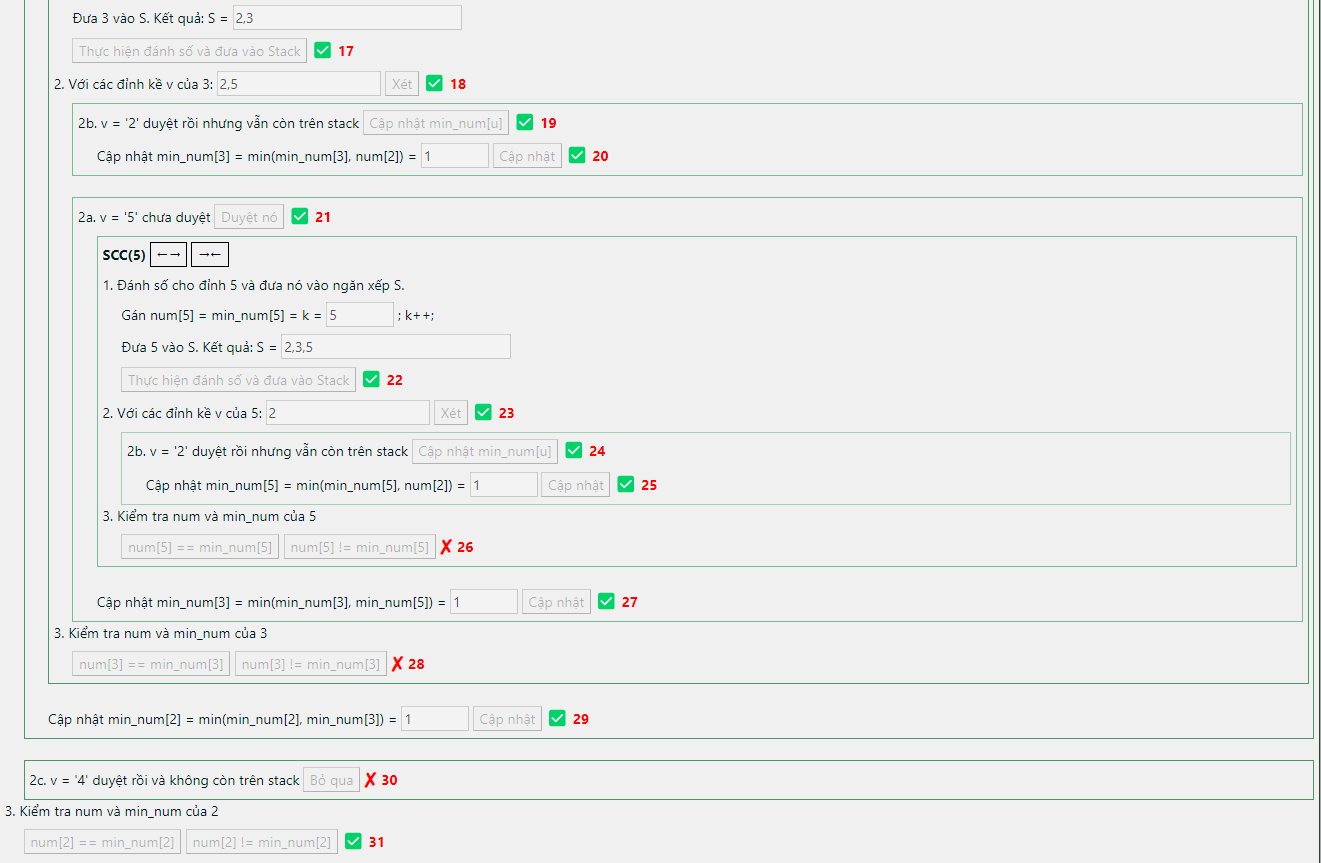 Đưa 3 vào S. Kết quả: S = 2,3
Thực hiện đánh số và đưa vào Stack ✅ 17
2. Với các đỉnh kề v của 3: 2,5 Xét ✅ 18
2b. v = '2' duyệt rồi nhưng vẫn còn trên stack Cập nhật min_num[u] ✅ 19
Cập nhật min_num[3] = min(min_num[3], num[2]) = 1 Cập nhật ✅ 20
2a. v = '5' chưa duyệt Duyệt nó ✅ 21
SCC(5) ←→ →←
1. Đánh số cho đỉnh 5 và đưa nó vào ngăn xếp S.
Gán num[5] = min_num[5] = k = 5 ; k++;
Đưa 5 vào S. Kết quả: S = 2,3,5
Thực hiện đánh số và đưa vào Stack ✅ 22
2. Với các đỉnh kề v của 5: 2 Xét ✅ 23
2b. v = '2' duyệt rồi nhưng vẫn còn trên stack Cập nhật min_num[u] ✅ 24
Cập nhật min_num[5] = min(min_num[5], num[2]) = 1 Cập nhật ✅ 25
3. Kiểm tra num và min_num của 5
num[5] == min_num[5] num[5] != min_num[5] ✗ 26
Cập nhật min_num[3] = min(min_num[3], min_num[5]) = 1 Cập nhật ✅ 27
3. Kiểm tra num và min_num của 3
num[3] == min_num[3] num[3] != min_num[3] ✗ 28
Cập nhật min_num[2] = min(min_num[2], min_num[3]) = 1 Cập nhật ✅ 29
2c. v = '4' duyệt rồi và không còn trên stack Bỏ qua ✗ 30
3. Kiểm tra num và min_num của 2
num[2] == min_num[2] num[2] != min_num[2] ✅ 31